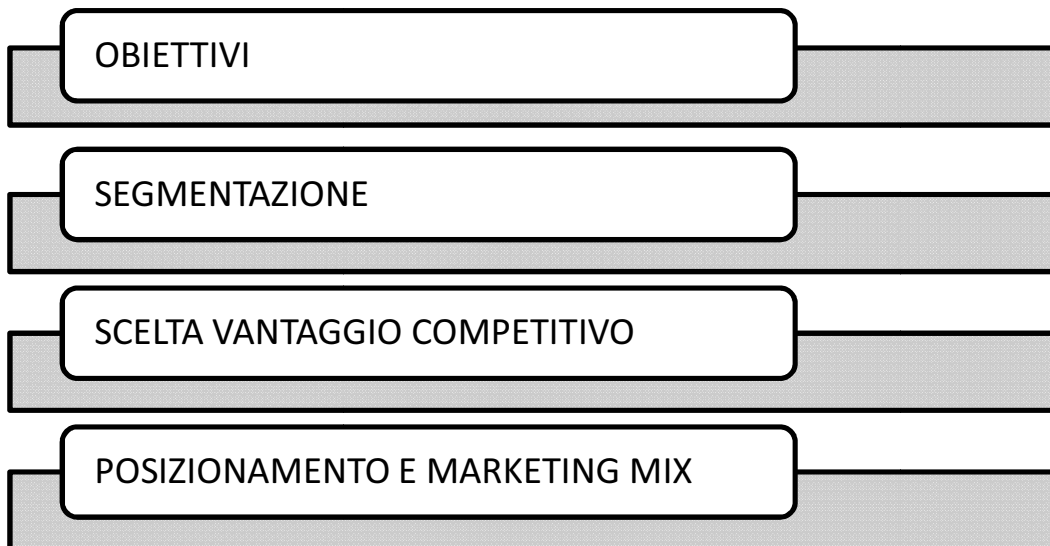 OBIETTIVI
SEGMENTAZIONE
SCELTA VANTAGGIO COMPETITIVO
POSIZIONAMENTO E MARKETING MIX